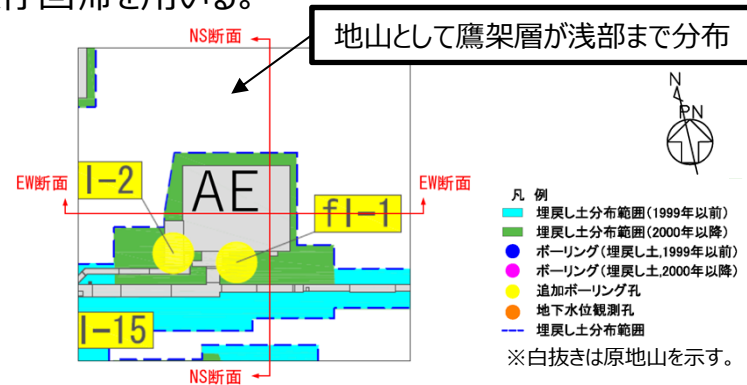 存回帰を用いる。
地山として鷹架層が浅部まで分布
NS断面
N
PN
EW断面
I-2
AE
fI-1
EW断面
I-15
NS断面
凡 例
埋戻し土分布範囲(1999年以前)
埋戻し土分布範囲(2000年以降)
ボーリング(埋戻し土,1999年以前)
ボーリング(埋戻し土,2000年以降)
追加ボーリング孔
地下水位観測孔
埋戻し土分布範囲
※白抜きは原地山を示す。